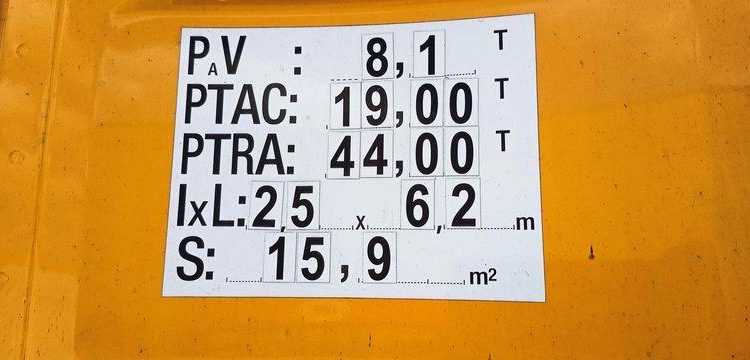 PAV : 8,1 T
PTAC: 19,00 T
PTRA: 44,00 T
IxL: 2,5 x 6,2 m
S: 15,9 m²